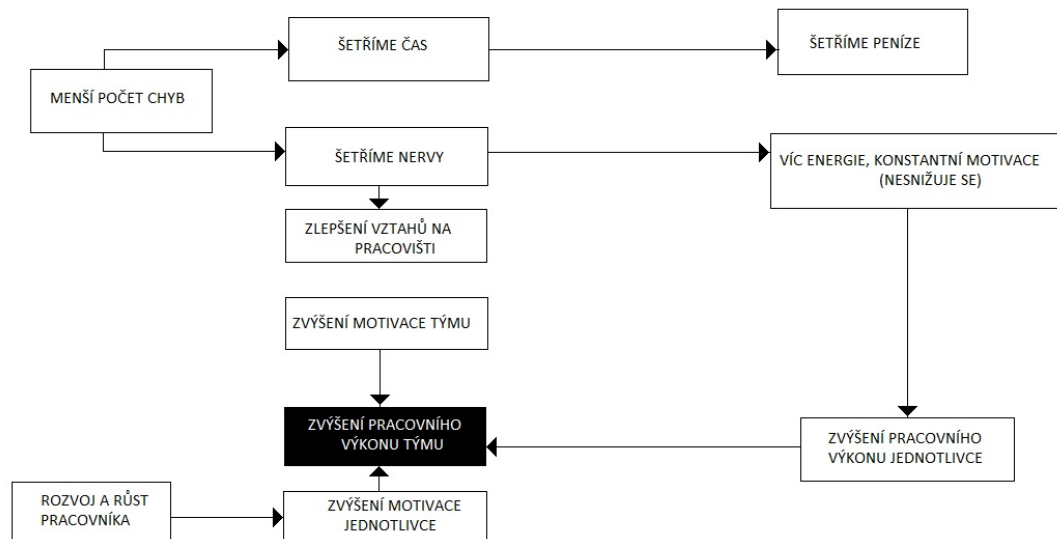 ŠETŘÍME ČAS
ŠETŘÍME PENÍZE
MENŠÍ POČET CHYB
ŠETŘÍME NERVY
VÍC ENERGIE, KONSTANTNÍ MOTIVACE
(NESNIŽUJE SE)
ZLEPŠENÍ VZTAHŮ NA
PRACOVIŠTI
ZVÝŠENÍ MOTIVACE TÝMU
ZVÝŠENÍ PRACOVNÍHO
VÝKONU TÝMU
ZVÝŠENÍ PRACOVNÍHO
VÝKONU JEDNOTLIVCE
ROZVOJ A RŮST
PRACOVNÍKA
ZVÝŠENÍ MOTIVACE
JEDNOTLIVCE